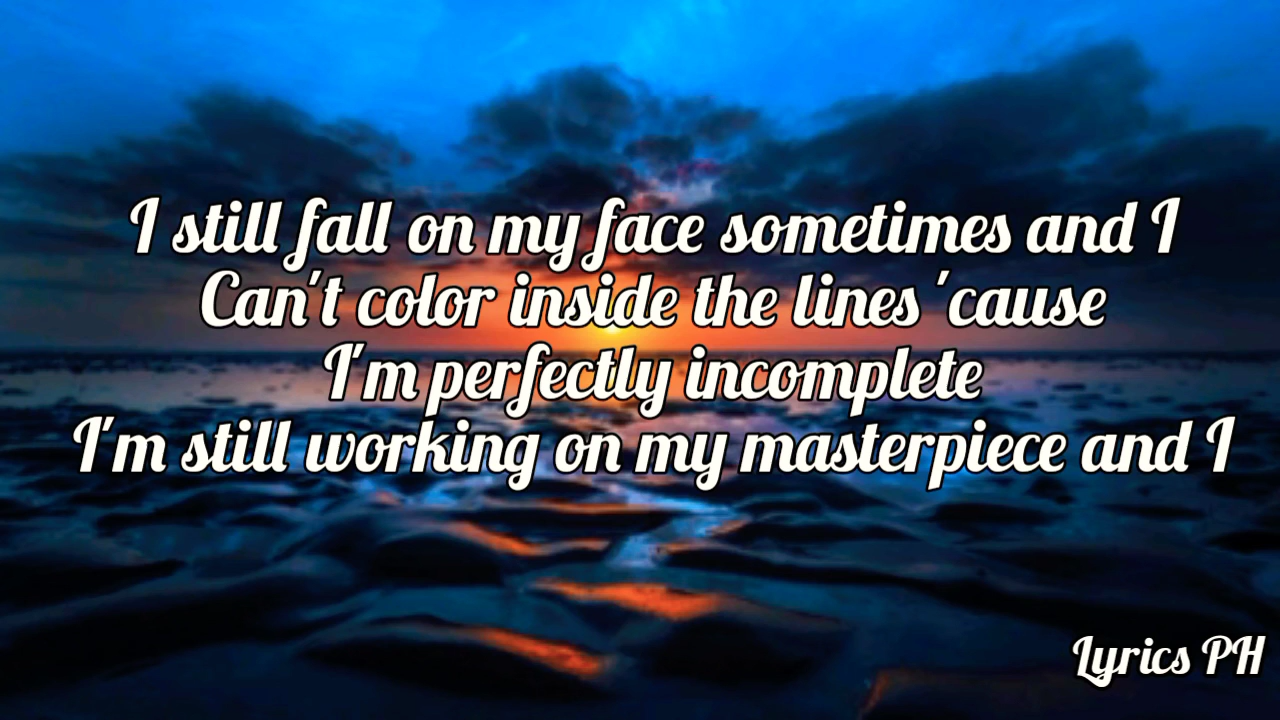 I still fall on my face sometimes and I
Can't color inside the lines 'cause
I'm perfectly incomplete
I'm still working on my masterpiece and I
Lyrics PH